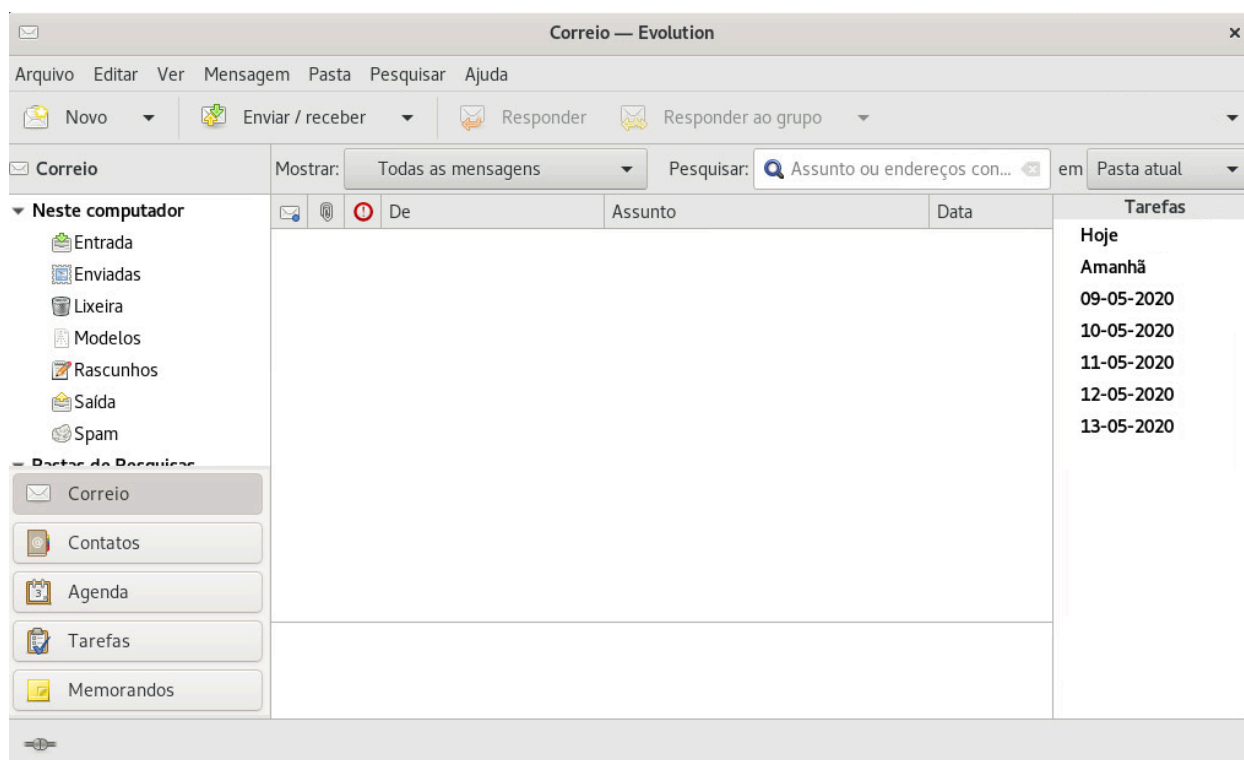 Correio — Evolution
Arquivo Editar Ver Mensagem Pasta Pesquisar Ajuda
Novo Enviar / receber Responder Responder ao grupo
Correio Mostrar: Todas as mensagens Pesquisar: Assunto ou endereços con... em Pasta atual
Neste computador De Assunto Data Tarefas
Entrada
Enviadas
Lixeira
Modelos
Rascunhos
Saída
Spam
Pastas de Pesquisas
Correio
Contatos
Agenda
Tarefas
Memorandos
Hoje
Amanhã
09-05-2020
10-05-2020
11-05-2020
12-05-2020
13-05-2020